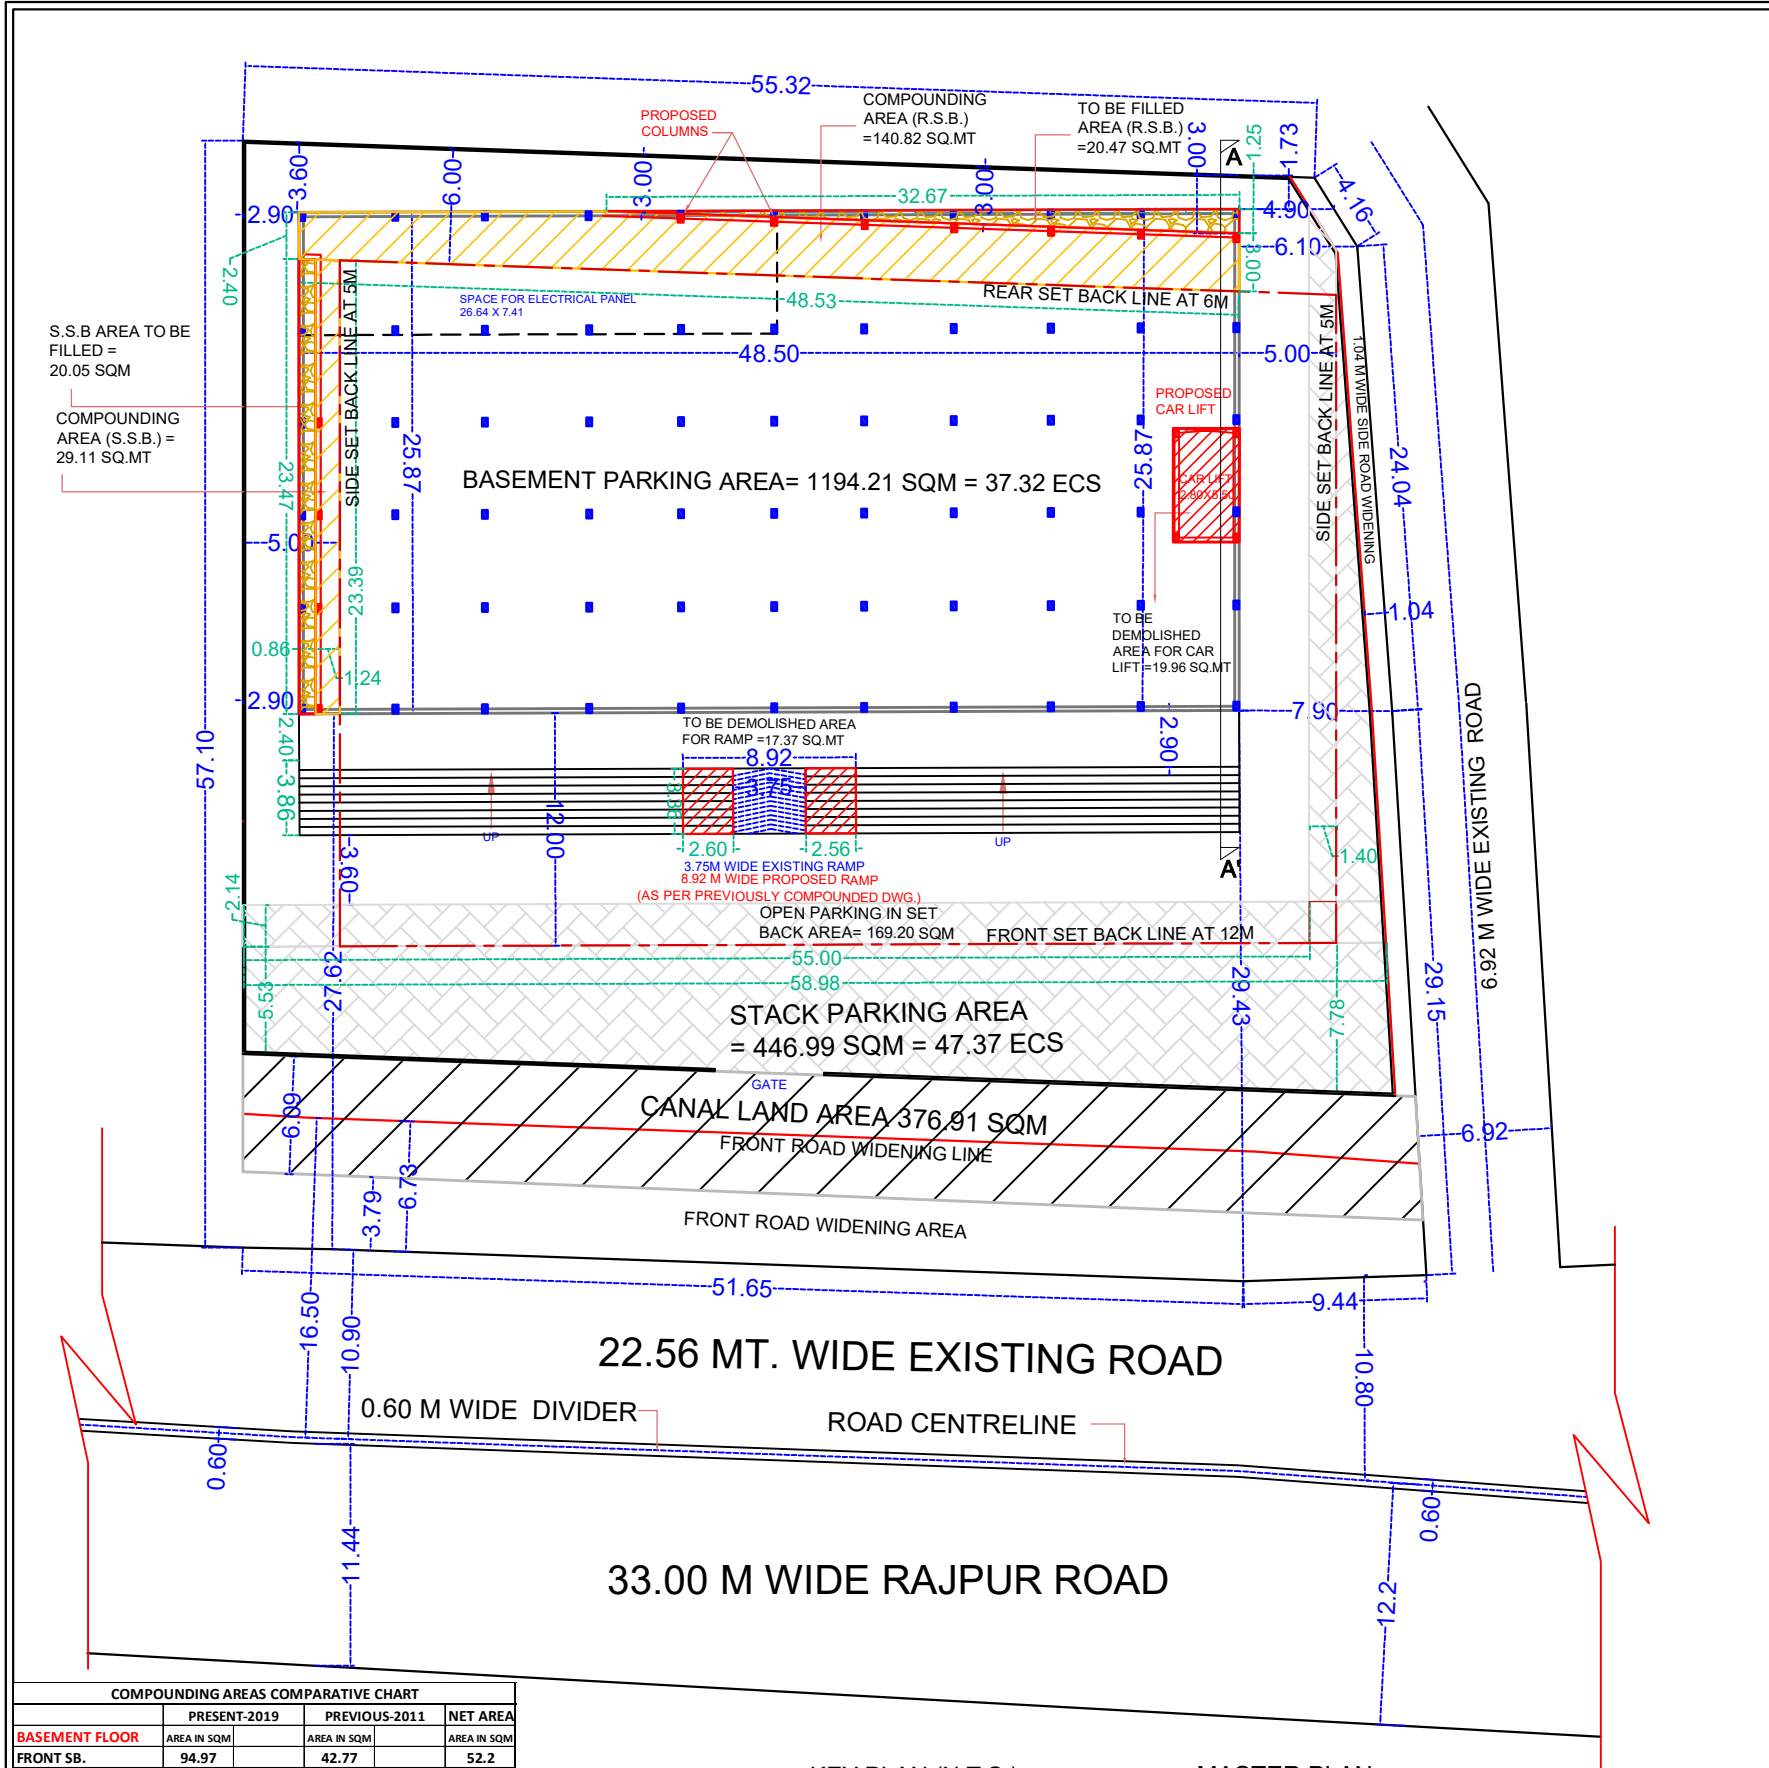 55.32
PROPOSED
COLUMNS
COMPOUNDING
AREA (R.S.B.)
=140.82 SQ.MT
TO BE FILLED
AREA (R.S.B.)
=20.47 SQ.MT
3.00
1.25
1.73
A
3.60
6.00
3.00
3.00
32.67
4.16
2.90
4.90
6.10
3.00
2.40
SPACE FOR ELECTRICAL PANEL
26.64 X 7.41
48.53
REAR SET BACK LINE AT 6M
S.S.B AREA TO BE
FILLED =
20.05 SQM
SIDE SET BACK LINE AT 5M
48.50
5.00
SIDE SET BACK LINE AT 5M
1.04 M WIDE SIDE ROAD WIDENING
COMPOUNDING
AREA (S.S.B.) =
29.11 SQ.MT
PROPOSED
CAR LIFT
25.87
25.87
23.47
24.04
BASEMENT PARKING AREA= 1194.21 SQM = 37.32 ECS
CAR LIFT
2.80X6.50
5.00
23.39
1.04
TO BE
DEMOLISHED
AREA FOR CAR
LIFT =19.96 SQ.MT
0.86
1.24
2.90
57.10
2.40
7.90
2.90
6.92 M WIDE EXISTING ROAD
TO BE DEMOLISHED AREA
FOR RAMP =17.37 SQ.MT
8.92
3.86
3.75
3.86
12.00
UP
UP
2.60
2.56
3.09
1.40
A'
3.75M WIDE EXISTING RAMP
8.92 M WIDE PROPOSED RAMP
(AS PER PREVIOUSLY COMPOUNDED DWG.)
2.14
OPEN PARKING IN SET
BACK AREA= 169.20 SQM
FRONT SET BACK LINE AT 12M
55.00
58.98
5.53
27.62
29.43
7.78
29.15
STACK PARKING AREA
= 446.99 SQM = 47.37 ECS
GATE
CANAL LAND AREA 376.91 SQM
FRONT ROAD WIDENING LINE
6.09
6.92
3.79
6.73
FRONT ROAD WIDENING AREA
51.65
9.44
16.50
10.90
10.80
22.56 MT. WIDE EXISTING ROAD
0.60 M WIDE DIVIDER
ROAD CENTRELINE
0.60
0.60
11.44
12.2
33.00 M WIDE RAJPUR ROAD
COMPOUNDING AREAS COMPARATIVE CHART
PRESENT-2019 PREVIOUS-2011 NET AREA
BASEMENT FLOOR AREA IN SQM AREA IN SQM AREA IN SQM
FRONT SB. 94.97 42.77 52.2